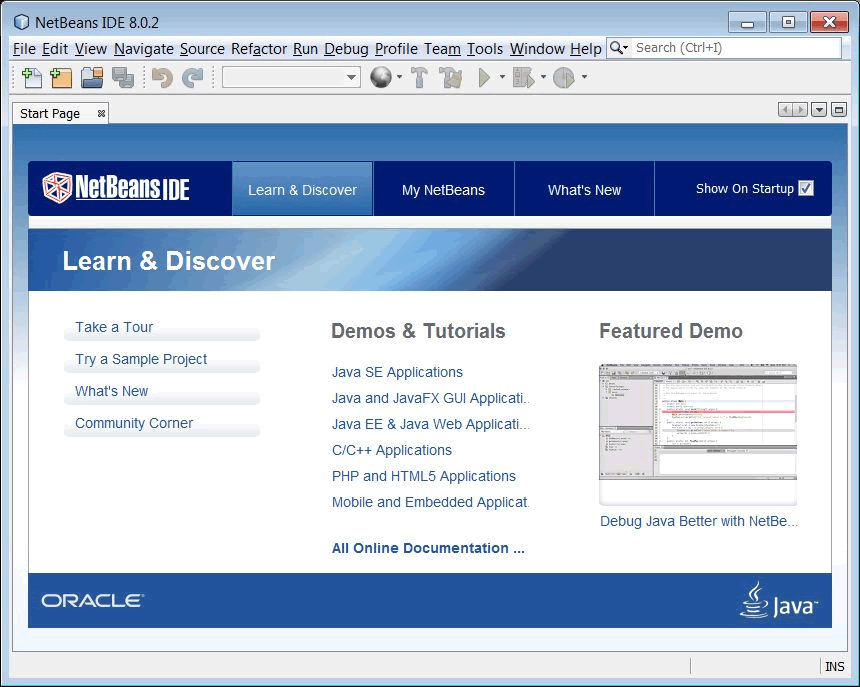 NetBeans IDE 8.0.2
File Edit View Navigate Source Refactor Run Debug Profile Team Tools Window Help Search (Ctrl+I)
Start Page
NetBeans IDE Learn & Discover My NetBeans What's New Show On Startup
Learn & Discover
Take a Tour
Try a Sample Project
What's New
Community Corner
Demos & Tutorials
Java SE Applications
Java and JavaFX GUI Applicati..
Java EE & Java Web Applicati...
C/C++ Applications
PHP and HTML5 Applications
Mobile and Embedded Applicat.
All Online Documentation ...
Featured Demo
Debug Java Better with NetBe...
ORACLE
Java
INS